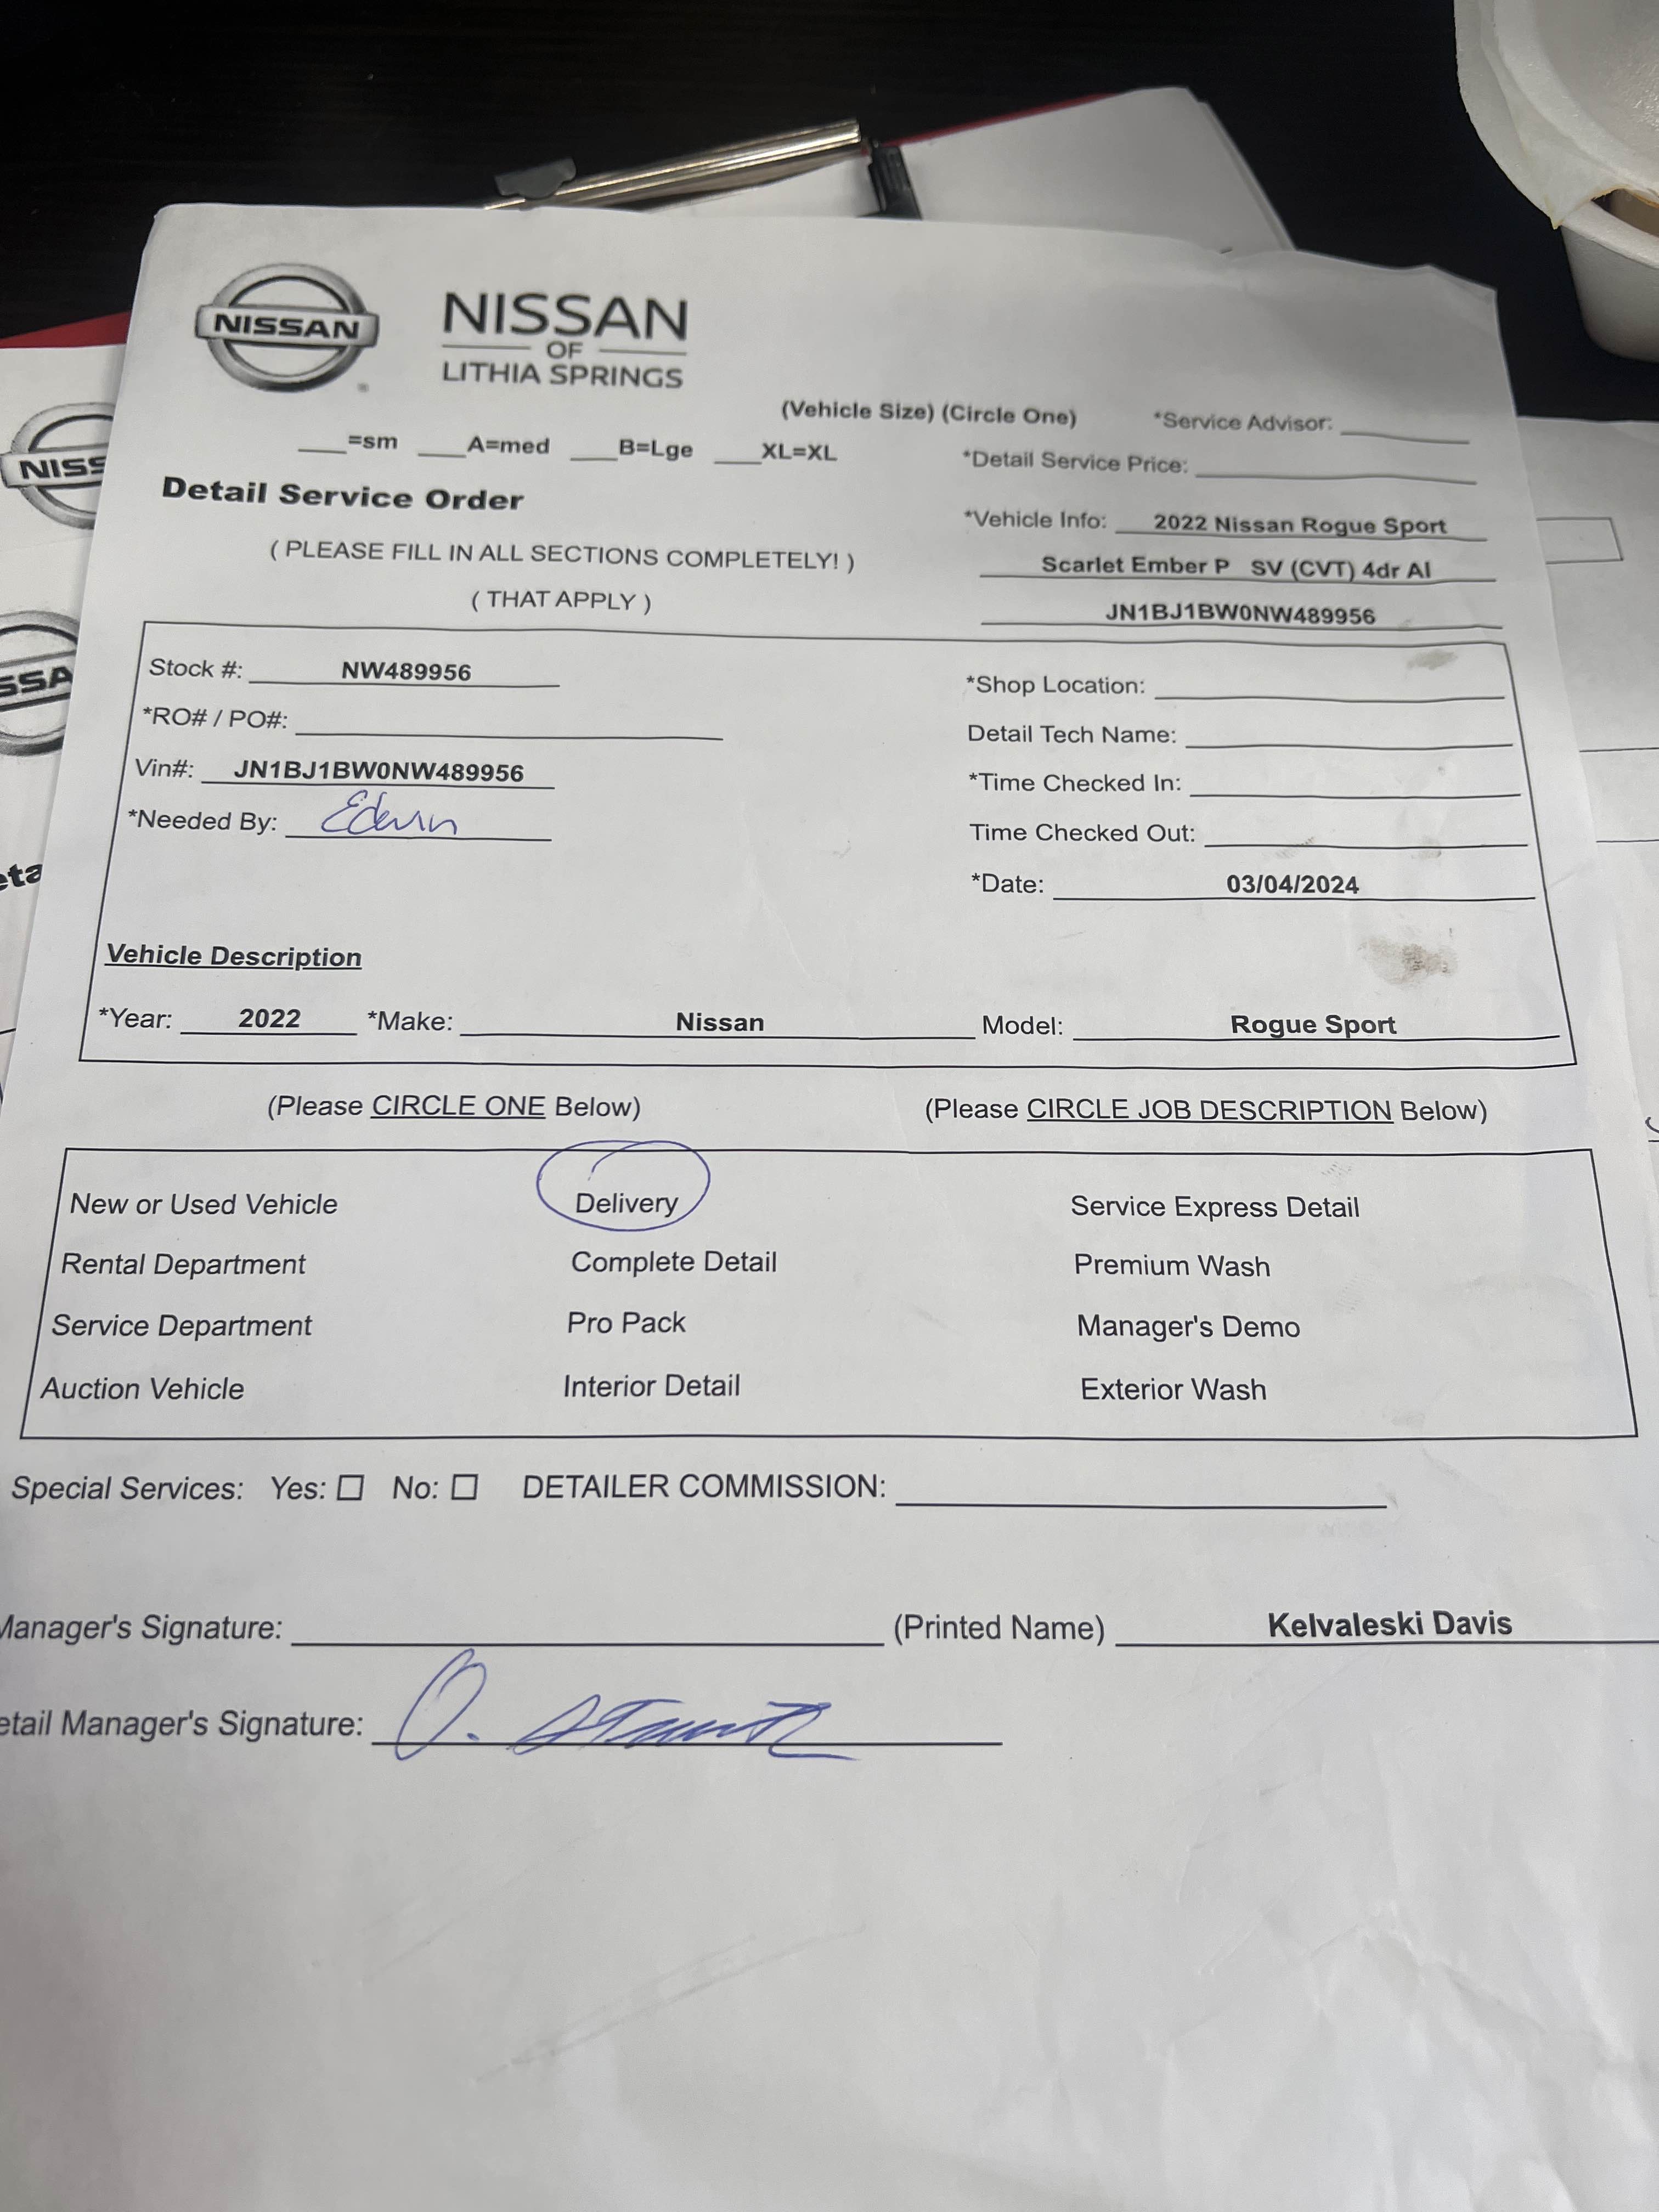 NISSAN
NISSAN
OF
LITHIA SPRINGS
(Vehicle Size) (Circle One) *Service Advisor:
___=sm ___A=med ___B=Lge ___XL=XL
*Detail Service Price:
Detail Service Order
*Vehicle Info: 2022 Nissan Rogue Sport
( PLEASE FILL IN ALL SECTIONS COMPLETELY! )
Scarlet Ember P SV (CVT) 4dr Al
( THAT APPLY )
JN1BJ1BW0NW489956
Stock #: NW489956
*Shop Location:
*RO# / PO#:
Detail Tech Name:
Vin#: JN1BJ1BW0NW489956
*Time Checked In:
*Needed By: Edwin
Time Checked Out:
*Date: 03/04/2024
Vehicle Description
*Year: 2022 *Make: Nissan Model: Rogue Sport
(Please CIRCLE ONE Below) (Please CIRCLE JOB DESCRIPTION Below)
New or Used Vehicle Delivery Service Express Detail
Rental Department Complete Detail Premium Wash
Service Department Pro Pack Manager's Demo
Auction Vehicle Interior Detail Exterior Wash
Special Services: Yes: No: DETAILER COMMISSION:
Manager's Signature: (Printed Name) Kelvaleski Davis
etail Manager's Signature:
NISS
SSA
eta